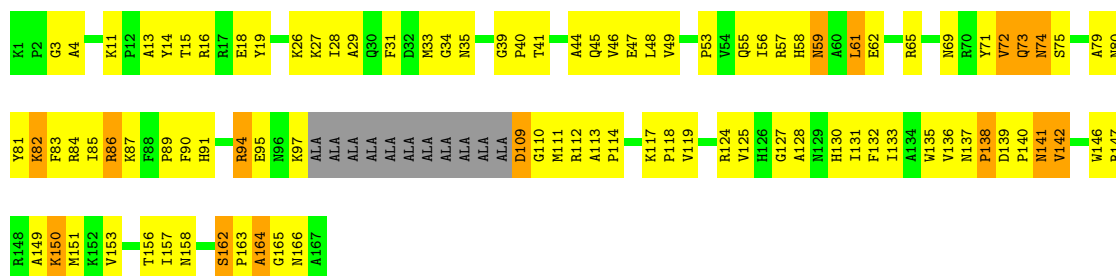 K1 P2 G3 A4 K11 P12 A13 Y14 T15 R16 R17 E18 Y19 K26 K27 I28 A29 Q30 F31 D32 M33 G34 N35 G39 P40 T41 A44 Q45 V46 E47 L48 V49 P53 V54 Q55 I56 R57 H58 N59 A60 L61 E62 R65 N69 R70 Y71 V72 Q73 N74 S75 A79 N80
Y81 K82 F83 R84 I85 R86 K87 F88 P89 F90 H91 R94 E95 N96 K97 ALA ALA ALA ALA ALA ALA ALA ALA ALA ALA ALA D109 G110 M111 R112 A113 P114 K117 P118 V119 R124 V125 H126 G127 A128 N129 H130 I131 F132 I133 A134 W135 V136 N137 P138 D139 P140 N141 V142 W146 R147
R148 A149 K150 M151 K152 V153 T156 I157 N158 S162 P163 A164 G165 N166 A167